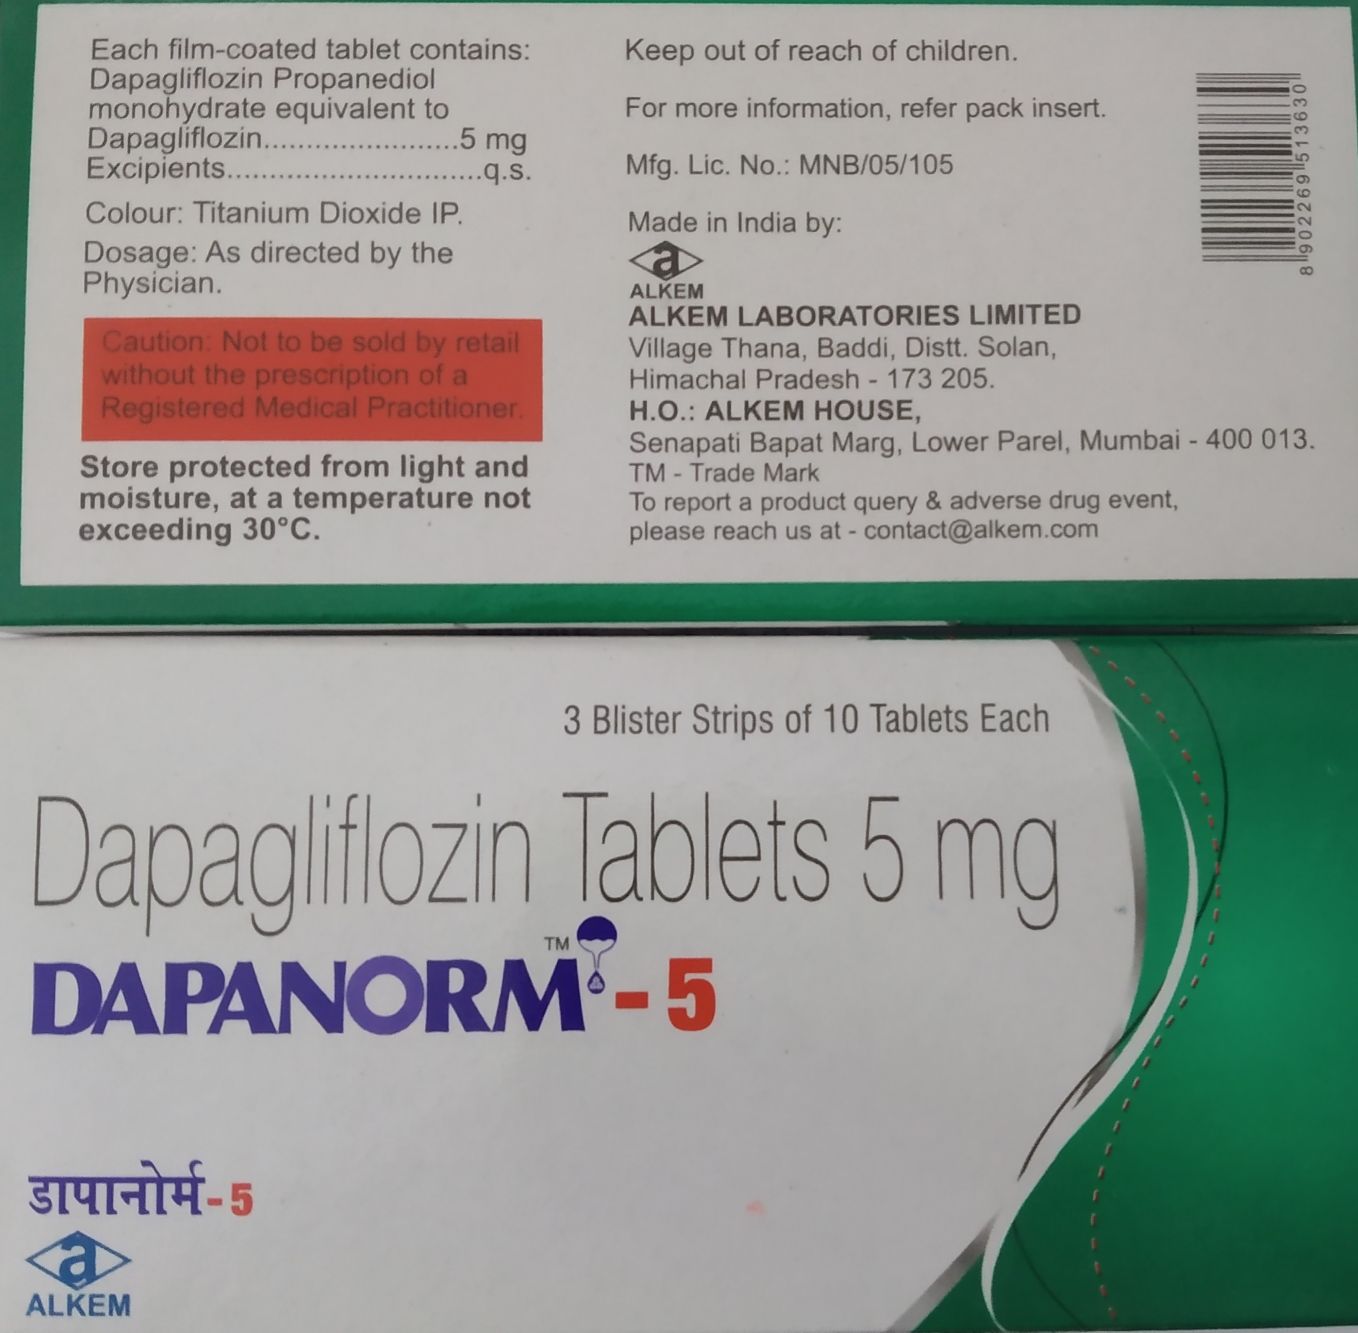 Each film-coated tablet contains:
Dapagliflozin Propanediol
monohydrate equivalent to
Dapagliflozin.......................5 mg
Excipients..............................q.s.
Colour: Titanium Dioxide IP.
Dosage: As directed by the
Physician.
Caution: Not to be sold by retail
without the prescription of a
Registered Medical Practitioner.
Store protected from light and
moisture, at a temperature not
exceeding 30°C.
Keep out of reach of children.
For more information, refer pack insert.
Mfg. Lic. No.: MNB/05/105
Made in India by:
a
ALKEM
ALKEM LABORATORIES LIMITED
Village Thana, Baddi, Distt. Solan,
Himachal Pradesh - 173 205.
H.O.: ALKEM HOUSE,
Senapati Bapat Marg, Lower Parel, Mumbai - 400 013.
TM - Trade Mark
To report a product query & adverse drug event,
please reach us at - contact@alkem.com
8 902269 513630
3 Blister Strips of 10 Tablets Each
Dapagliflozin Tablets 5 mg
DAPANORM™-5
डापानोर्म-5
a
ALKEM